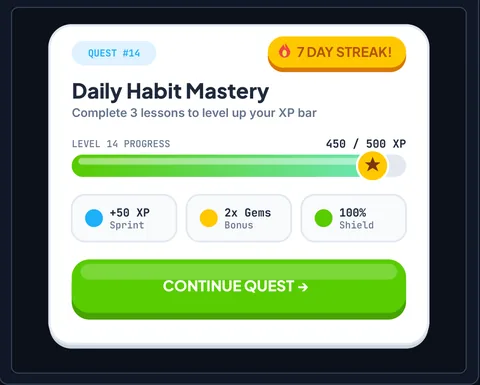 QUEST #14
7 DAY STREAK!
Daily Habit Mastery
Complete 3 lessons to level up your XP bar
LEVEL 14 PROGRESS
450 / 500 XP
+50 XP
Sprint
2x Gems
Bonus
100%
Shield
CONTINUE QUEST →